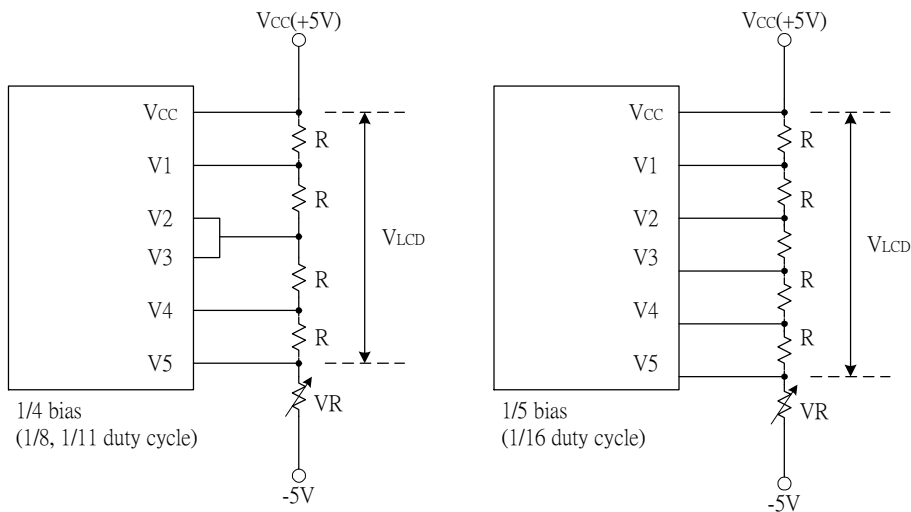 VCC(+5V)
VCC
R
V1
R
V2
V3
VLCD
R
V4
R
V5
VR
1/4 bias
(1/8, 1/11 duty cycle)
-5V
VCC(+5V)
VCC
R
V1
R
V2
R
V3
VLCD
R
V4
R
V5
VR
1/5 bias
(1/16 duty cycle)
-5V